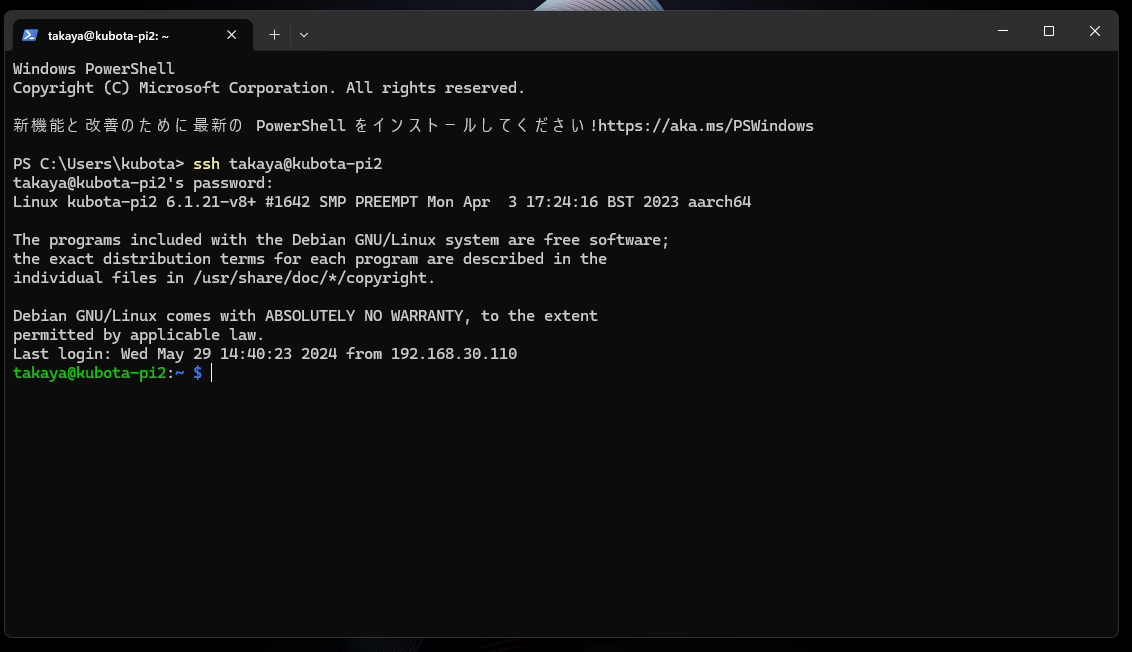 takaya@kubota-pi2: ~
Windows PowerShell
Copyright (C) Microsoft Corporation. All rights reserved.
新機能と改善のために最新の PowerShell をインストールしてください!https://aka.ms/PSWindows
PS C:\Users\kubota> ssh takaya@kubota-pi2
takaya@kubota-pi2's password:
Linux kubota-pi2 6.1.21-v8+ #1642 SMP PREEMPT Mon Apr  3 17:24:16 BST 2023 aarch64
The programs included with the Debian GNU/Linux system are free software;
the exact distribution terms for each program are described in the
individual files in /usr/share/doc/*/copyright.
Debian GNU/Linux comes with ABSOLUTELY NO WARRANTY, to the extent
permitted by applicable law.
Last login: Wed May 29 14:40:23 2024 from 192.168.30.110
takaya@kubota-pi2:~ $